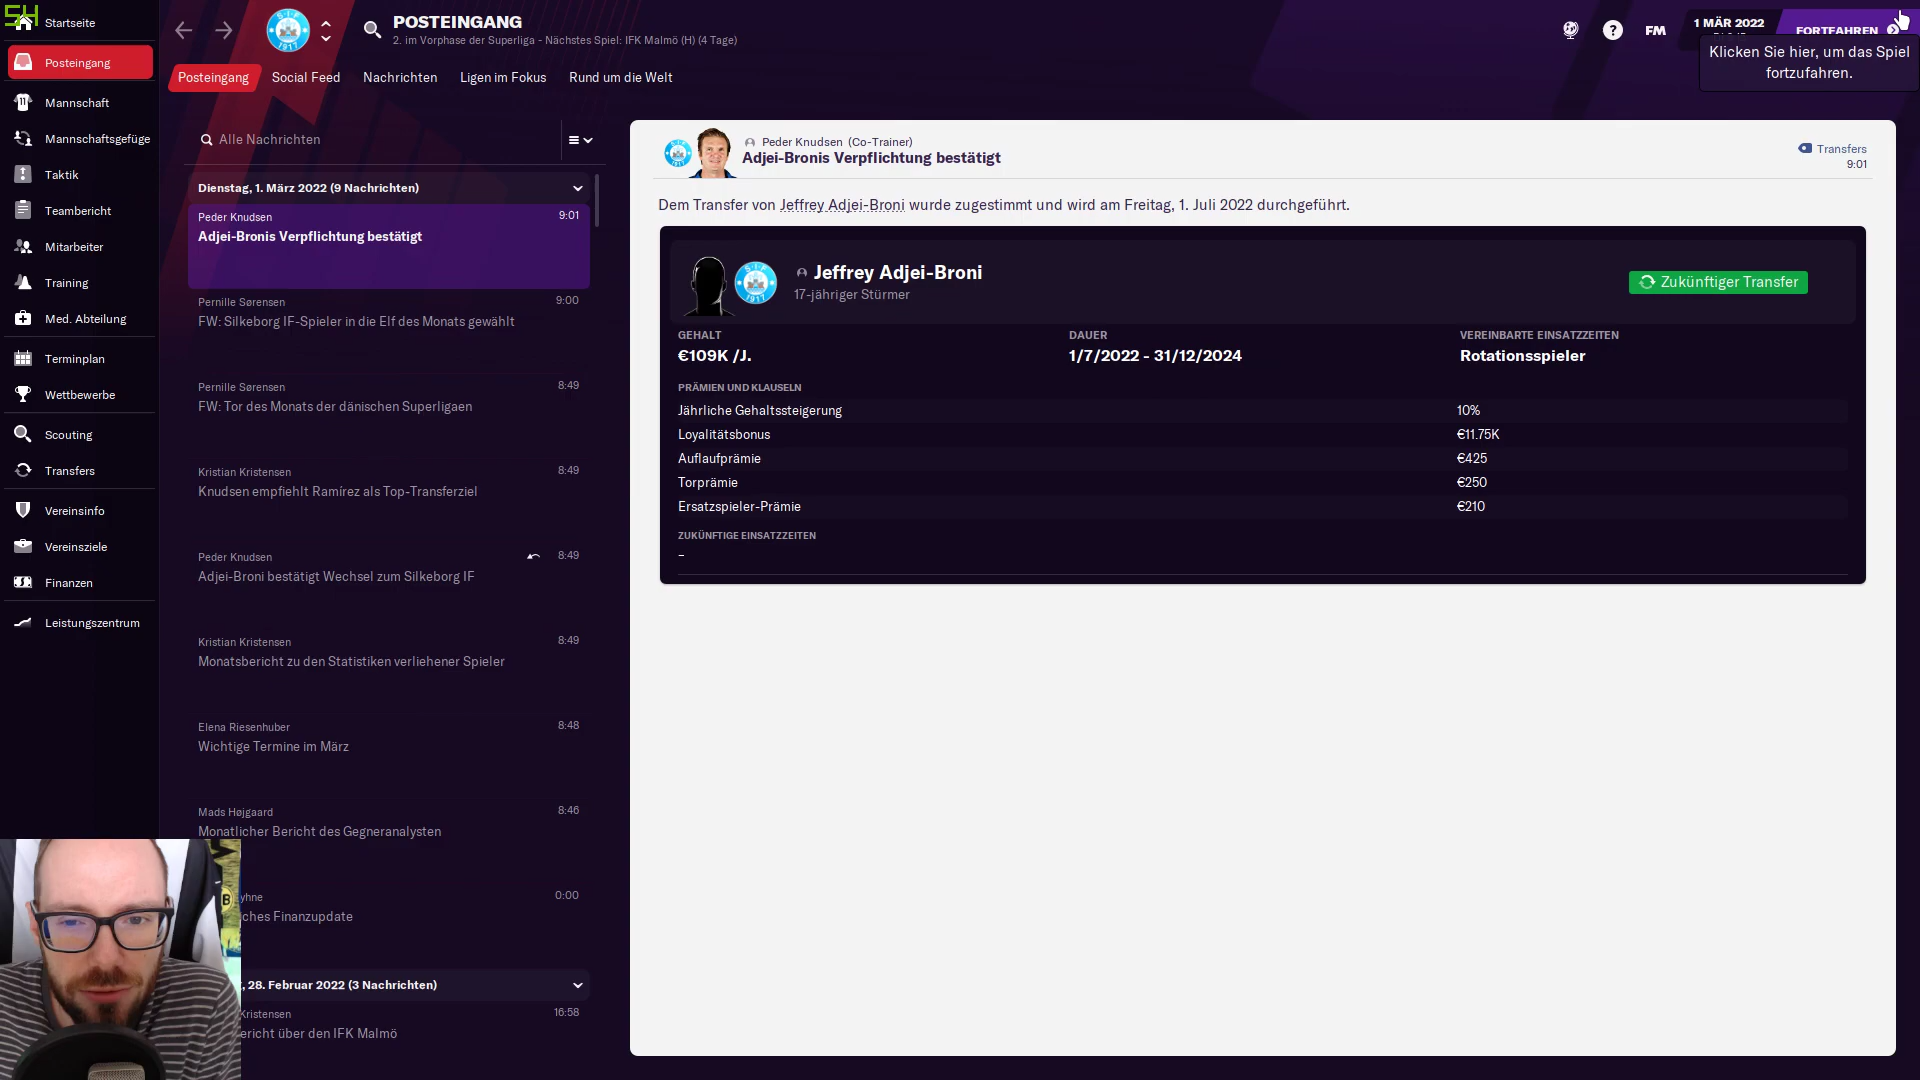 SH
Startseite
Posteingang
Mannschaft
Mannschaftsgefüge
Taktik
Teambericht
Mitarbeiter
Training
Med. Abteilung
Terminplan
Wettbewerbe
Scouting
Transfers
Vereinsinfo
Vereinsziele
Finanzen
Leistungszentrum
POSTEINGANG
2. im Vorphase der Superliga - Nächstes Spiel: IFK Malmö (H) (4 Tage)
?
FM
1 MÄR 2022
FORTFAHREN
Klicken Sie hier, um das Spiel
fortzufahren.
Posteingang Social Feed Nachrichten Ligen im Fokus Rund um die Welt
Alle Nachrichten
Dienstag, 1. März 2022 (9 Nachrichten)
Peder Knudsen 9:01
Adjei-Bronis Verpflichtung bestätigt
Pernille Sørensen 9:00
FW: Silkeborg IF-Spieler in die Elf des Monats gewählt
Pernille Sørensen 8:49
FW: Tor des Monats der dänischen Superligaen
Kristian Kristensen 8:49
Knudsen empfiehlt Ramírez als Top-Transferziel
Peder Knudsen 8:49
Adjei-Broni bestätigt Wechsel zum Silkeborg IF
Kristian Kristensen 8:49
Monatsbericht zu den Statistiken verliehener Spieler
Elena Riesenhuber 8:48
Wichtige Termine im März
Mads Højgaard 8:46
Monatlicher Bericht des Gegneranalysten
yhne 0:00
ches Finanzupdate
, 28. Februar 2022 (3 Nachrichten)
Kristensen 16:58
ericht über den IFK Malmö
Peder Knudsen (Co-Trainer)
Adjei-Bronis Verpflichtung bestätigt
Transfers
9:01
Dem Transfer von Jeffrey Adjei-Broni wurde zugestimmt und wird am Freitag, 1. Juli 2022 durchgeführt.
Jeffrey Adjei-Broni
17-jähriger Stürmer
Zukünftiger Transfer
GEHALT DAUER VEREINBARTE EINSATZZEITEN
€109K /J. 1/7/2022 - 31/12/2024 Rotationsspieler
PRÄMIEN UND KLAUSELN
Jährliche Gehaltssteigerung 10%
Loyalitätsbonus €11.75K
Auflaufprämie €425
Torprämie €250
Ersatzspieler-Prämie €210
ZUKÜNFTIGE EINSATZZEITEN
-